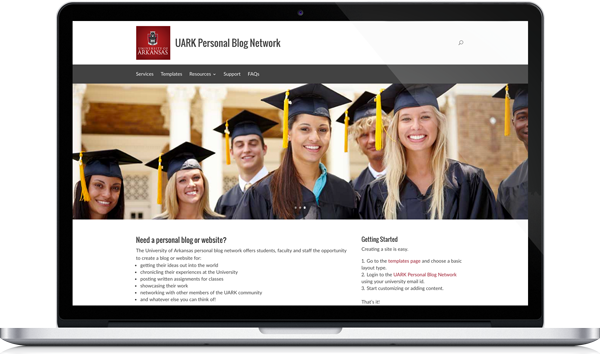 UNIVERSITY OF
ARKANSAS
UARK Personal Blog Network
Services Templates Resources Support FAQs
Need a personal blog or website?
The University of Arkansas personal blog network offers students, faculty and staff the opportunity
to create a blog or website for:
• getting their ideas out into the world
• chronicling their experiences at the University
• posting written assignments for classes
• showcasing their work
• networking with other members of the UARK community
• and whatever else you can think of!
Getting Started
Creating a site is easy.
1. Go to the templates page and choose a basic
layout type.
2. Login to the UARK Personal Blog Network
using your university email id.
3. Start customizing or adding content.
That's it!